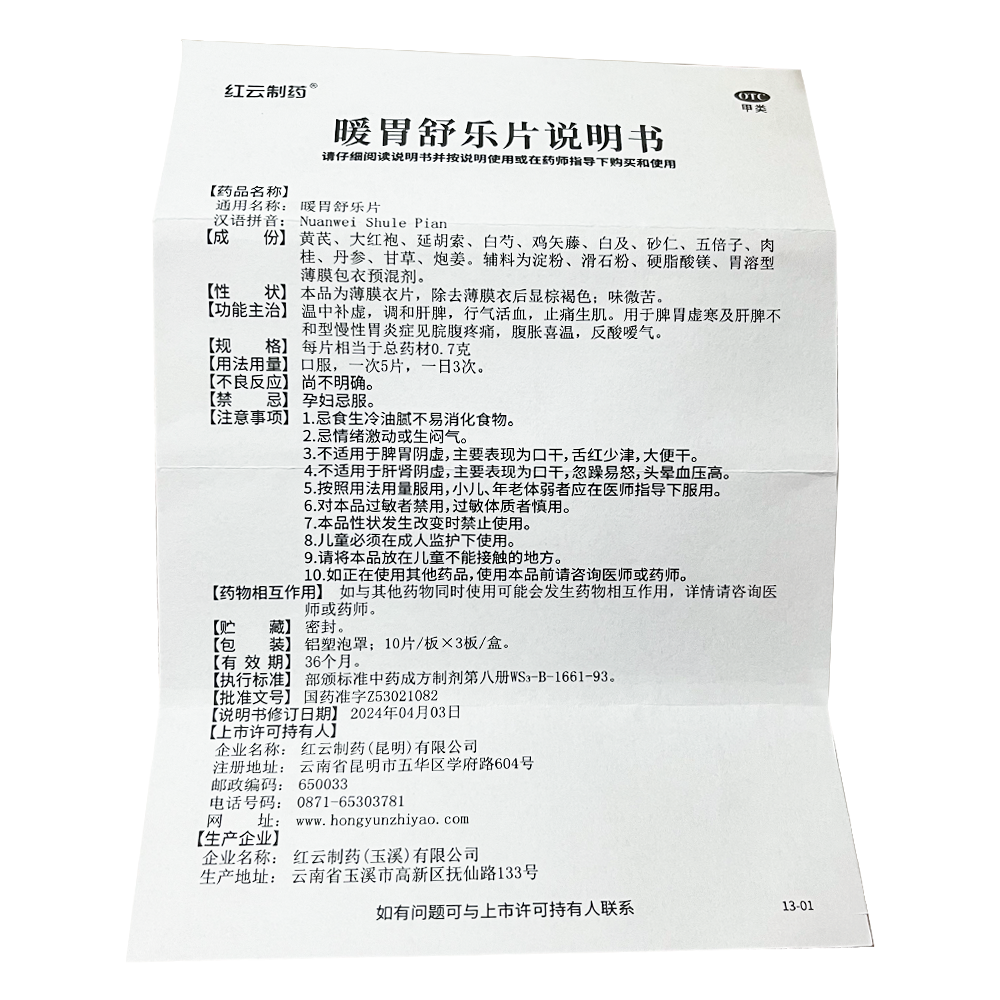 红云制药®
OTC
甲类
暖胃舒乐片说明书
请仔细阅读说明书并按说明使用或在药师指导下购买和使用
【药品名称】
通用名称：暖胃舒乐片
汉语拼音：Nuanwei Shule Pian
【成　　份】黄芪、大红袍、延胡索、白芍、鸡矢藤、白及、砂仁、五倍子、肉
桂、丹参、甘草、炮姜。辅料为淀粉、滑石粉、硬脂酸镁、胃溶型
薄膜包衣预混剂。
【性　　状】本品为薄膜衣片，除去薄膜衣后显棕褐色；味微苦。
【功能主治】温中补虚，调和肝脾，行气活血，止痛生肌。用于脾胃虚寒及肝脾不
和型慢性胃炎症见脘腹疼痛，腹胀喜温，反酸嗳气。
【规　　格】每片相当于总药材0.7克
【用法用量】口服，一次5片，一日3次。
【不良反应】尚不明确。
【禁　　忌】孕妇忌服。
【注意事项】1.忌食生冷油腻不易消化食物。
2.忌情绪激动或生闷气。
3.不适用于脾胃阴虚，主要表现为口干，舌红少津，大便干。
4.不适用于肝肾阴虚，主要表现为口干，忽躁易怒，头晕血压高。
5.按照用法用量服用，小儿、年老体弱者应在医师指导下服用。
6.对本品过敏者禁用，过敏体质者慎用。
7.本品性状发生改变时禁止使用。
8.儿童必须在成人监护下使用。
9.请将本品放在儿童不能接触的地方。
10.如正在使用其他药品，使用本品前请咨询医师或药师。
【药物相互作用】如与其他药物同时使用可能会发生药物相互作用，详情请咨询医
师或药师。
【贮　　藏】密封。
【包　　装】铝塑泡罩；10片/板×3板/盒。
【有 效 期】36个月。
【执行标准】部颁标准中药成方制剂第八册WS₃-B-1661-93。
【批准文号】国药准字Z53021082
【说明书修订日期】2024年04月03日
【上市许可持有人】
企业名称：红云制药(昆明)有限公司
注册地址：云南省昆明市五华区学府路604号
邮政编码：650033
电话号码：0871-65303781
网　　址：www.hongyunzhiyao.com
【生产企业】
企业名称：红云制药(玉溪)有限公司
生产地址：云南省玉溪市高新区抚仙路133号
如有问题可与上市许可持有人联系
13-01